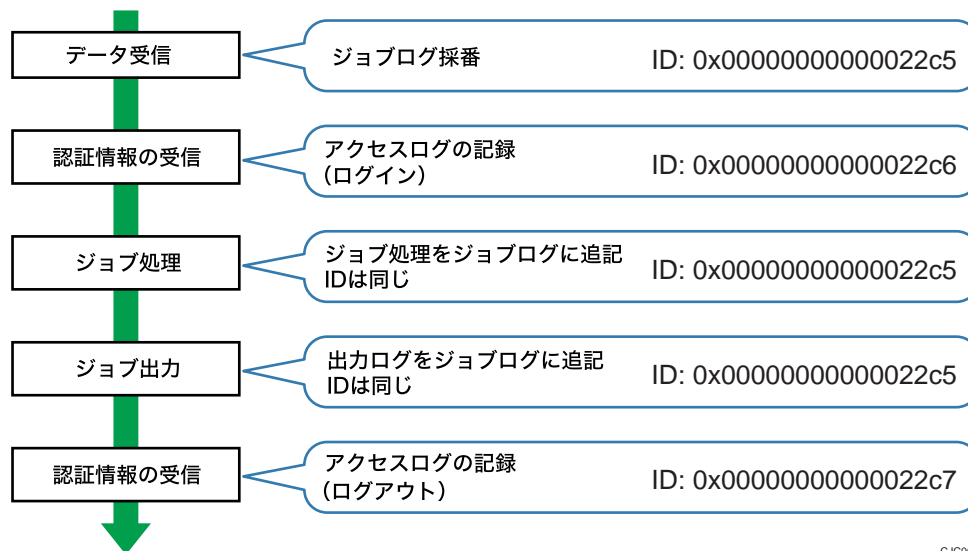 データ受信
ジョブログ採番
ID: 0x00000000000022c5
認証情報の受信
アクセスログの記録
(ログイン)
ID: 0x00000000000022c6
ジョブ処理
ジョブ処理をジョブログに追記
IDは同じ
ID: 0x00000000000022c5
ジョブ出力
出力ログをジョブログに追記
IDは同じ
ID: 0x00000000000022c5
認証情報の受信
アクセスログの記録
(ログアウト)
ID: 0x00000000000022c7